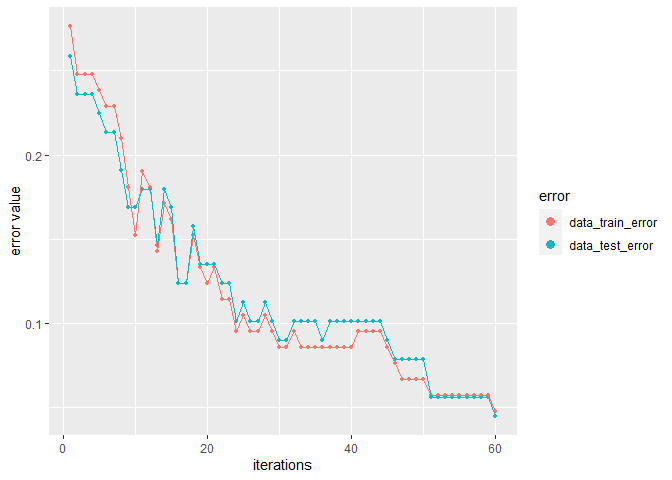 error value
0.2
0.1
0
20
40
60
iterations
error
data_train_error
data_test_error